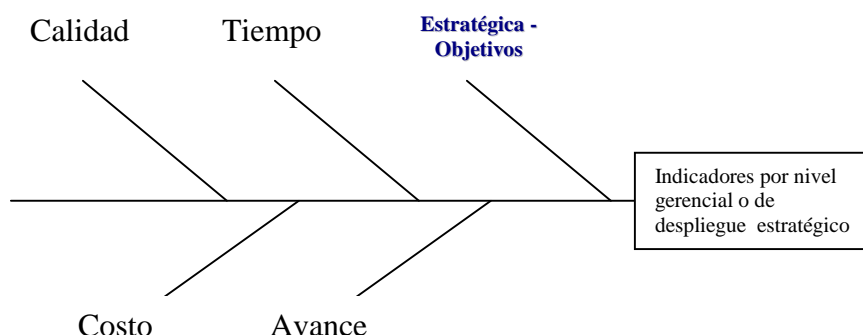 Calidad
Tiempo
Estratégica -
Objetivos
Indicadores por nivel
gerencial o de
despliegue estratégico
Costo
Avance